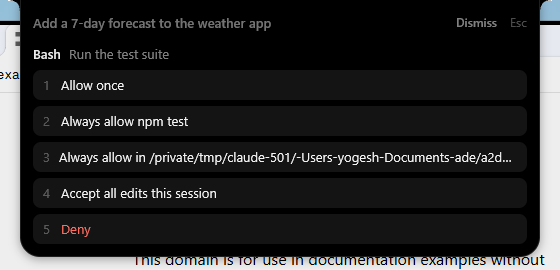 Add a 7-day forecast to the weather app Dismiss Esc
Bash Run the test suite
exa
1 Allow once
2 Always allow npm test
3 Always allow in /private/tmp/claude-501/-Users-yogesh-Documents-ade/a2d...
4 Accept all edits this session
5 Deny
This domain is for use in documentation examples without